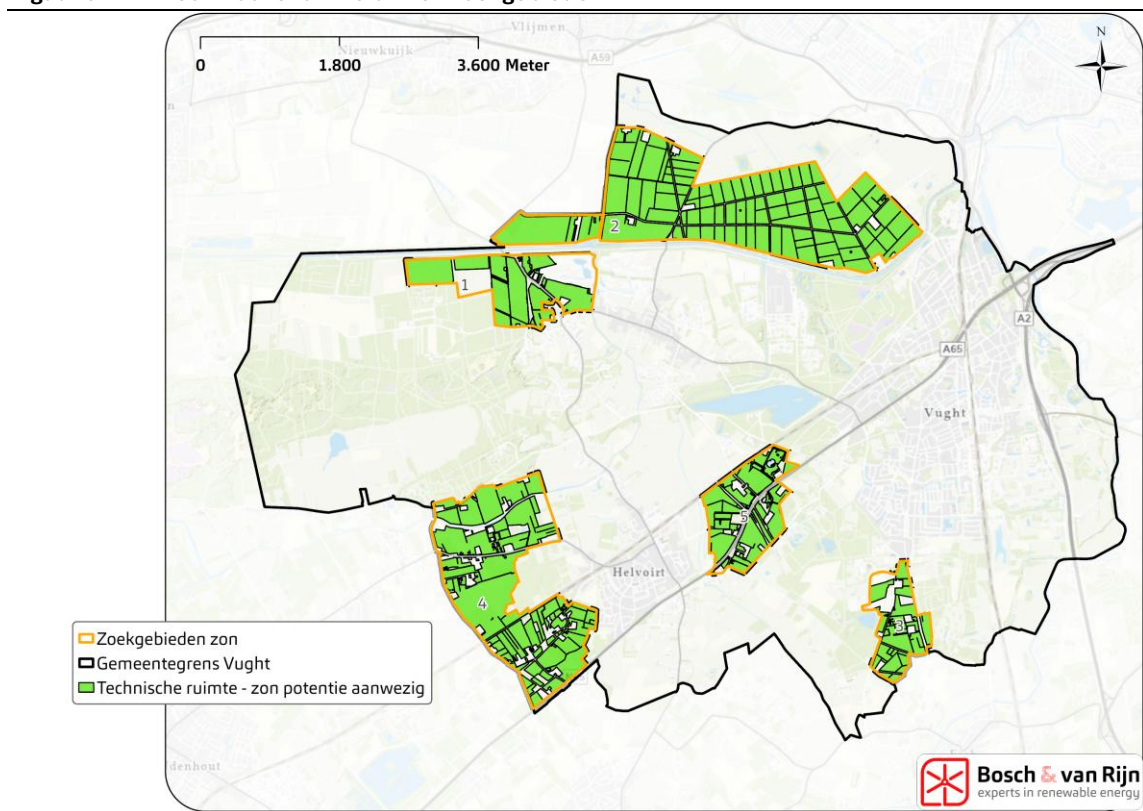 Vlijmen
Nieuwkuijk
A59
N
0 1.800 3.600 Meter
2
1
A2
A65
Vught
5
Helvoirt
4
3
Zoekgebieden zon
Gemeentegrens Vught
Technische ruimte - zon potentie aanwezig
denhout
Bosch & van Rijn
experts in renewable energy